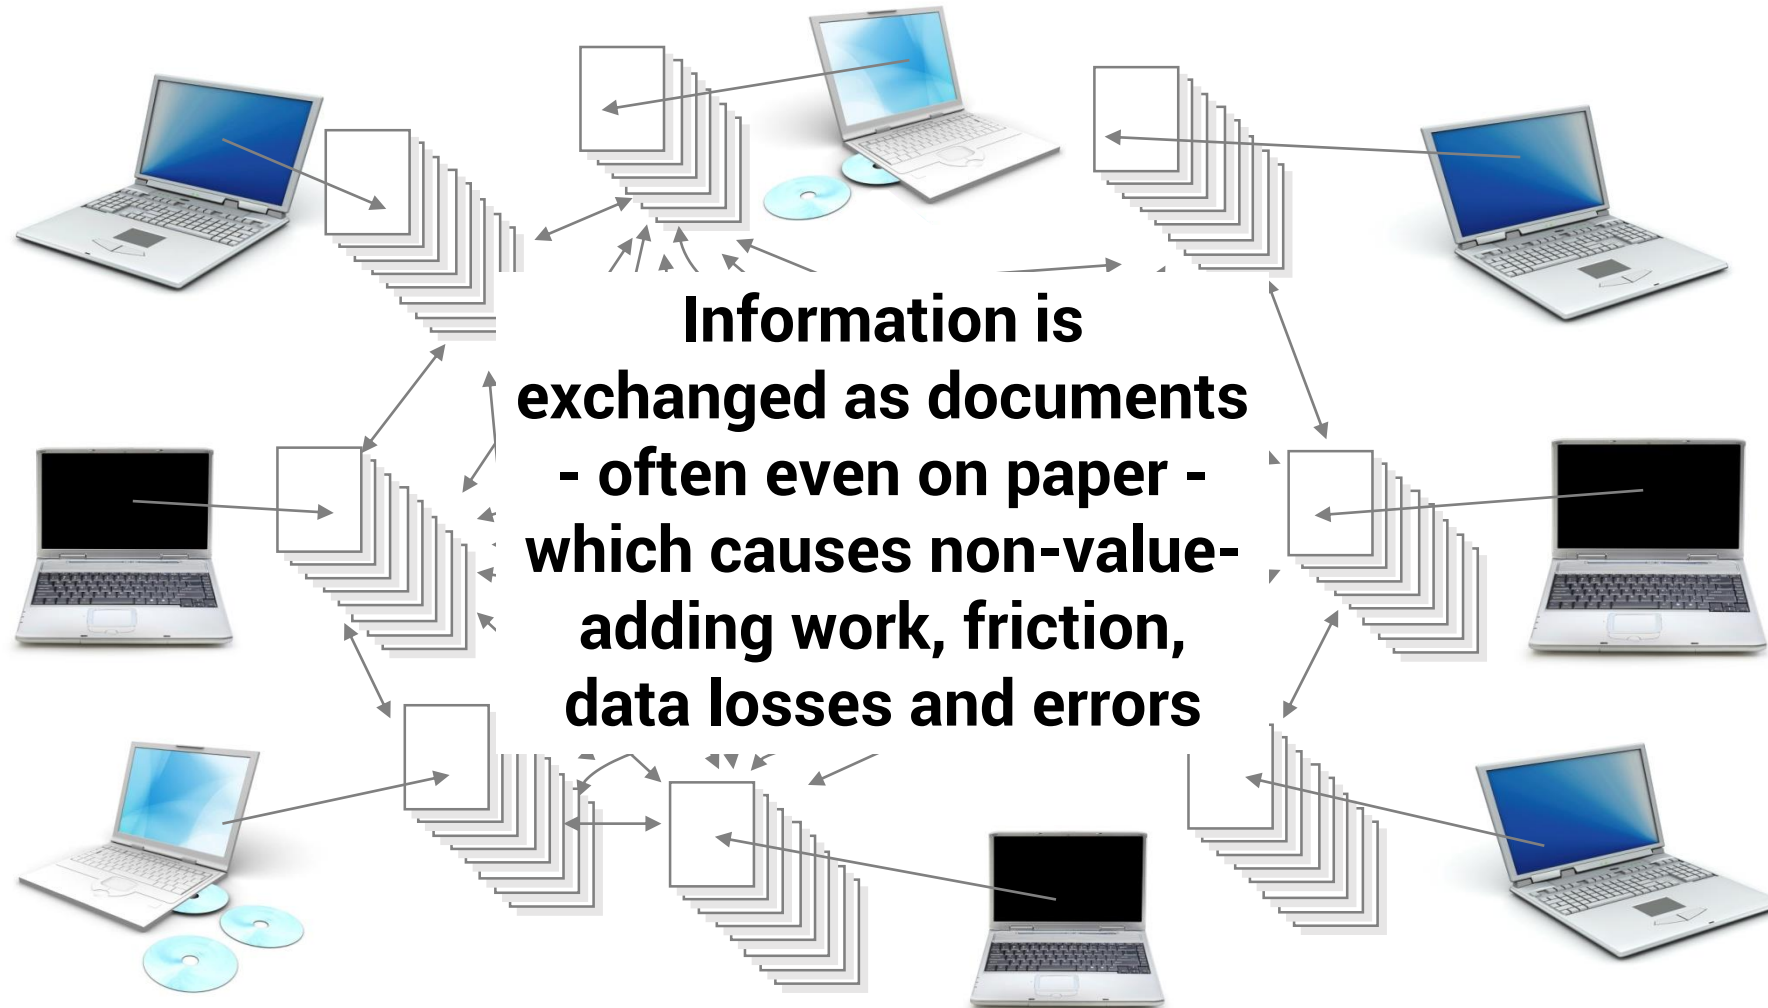 Information is
exchanged as documents
- often even on paper -
which causes non-value-
adding work, friction,
data losses and errors